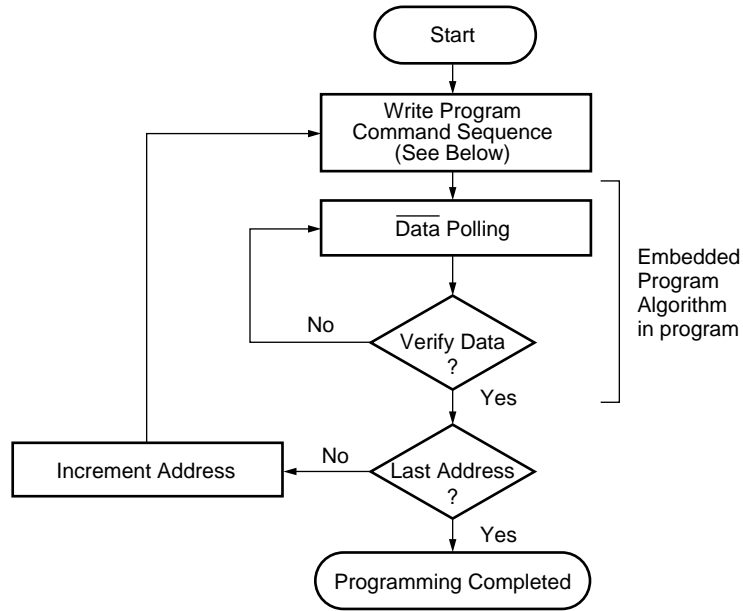 Start
Write Program
Command Sequence
(See Below)
Data Polling
Embedded
Program
Algorithm
in program
No
Verify Data
?
Yes
Increment Address
No
Last Address
?
Yes
Programming Completed